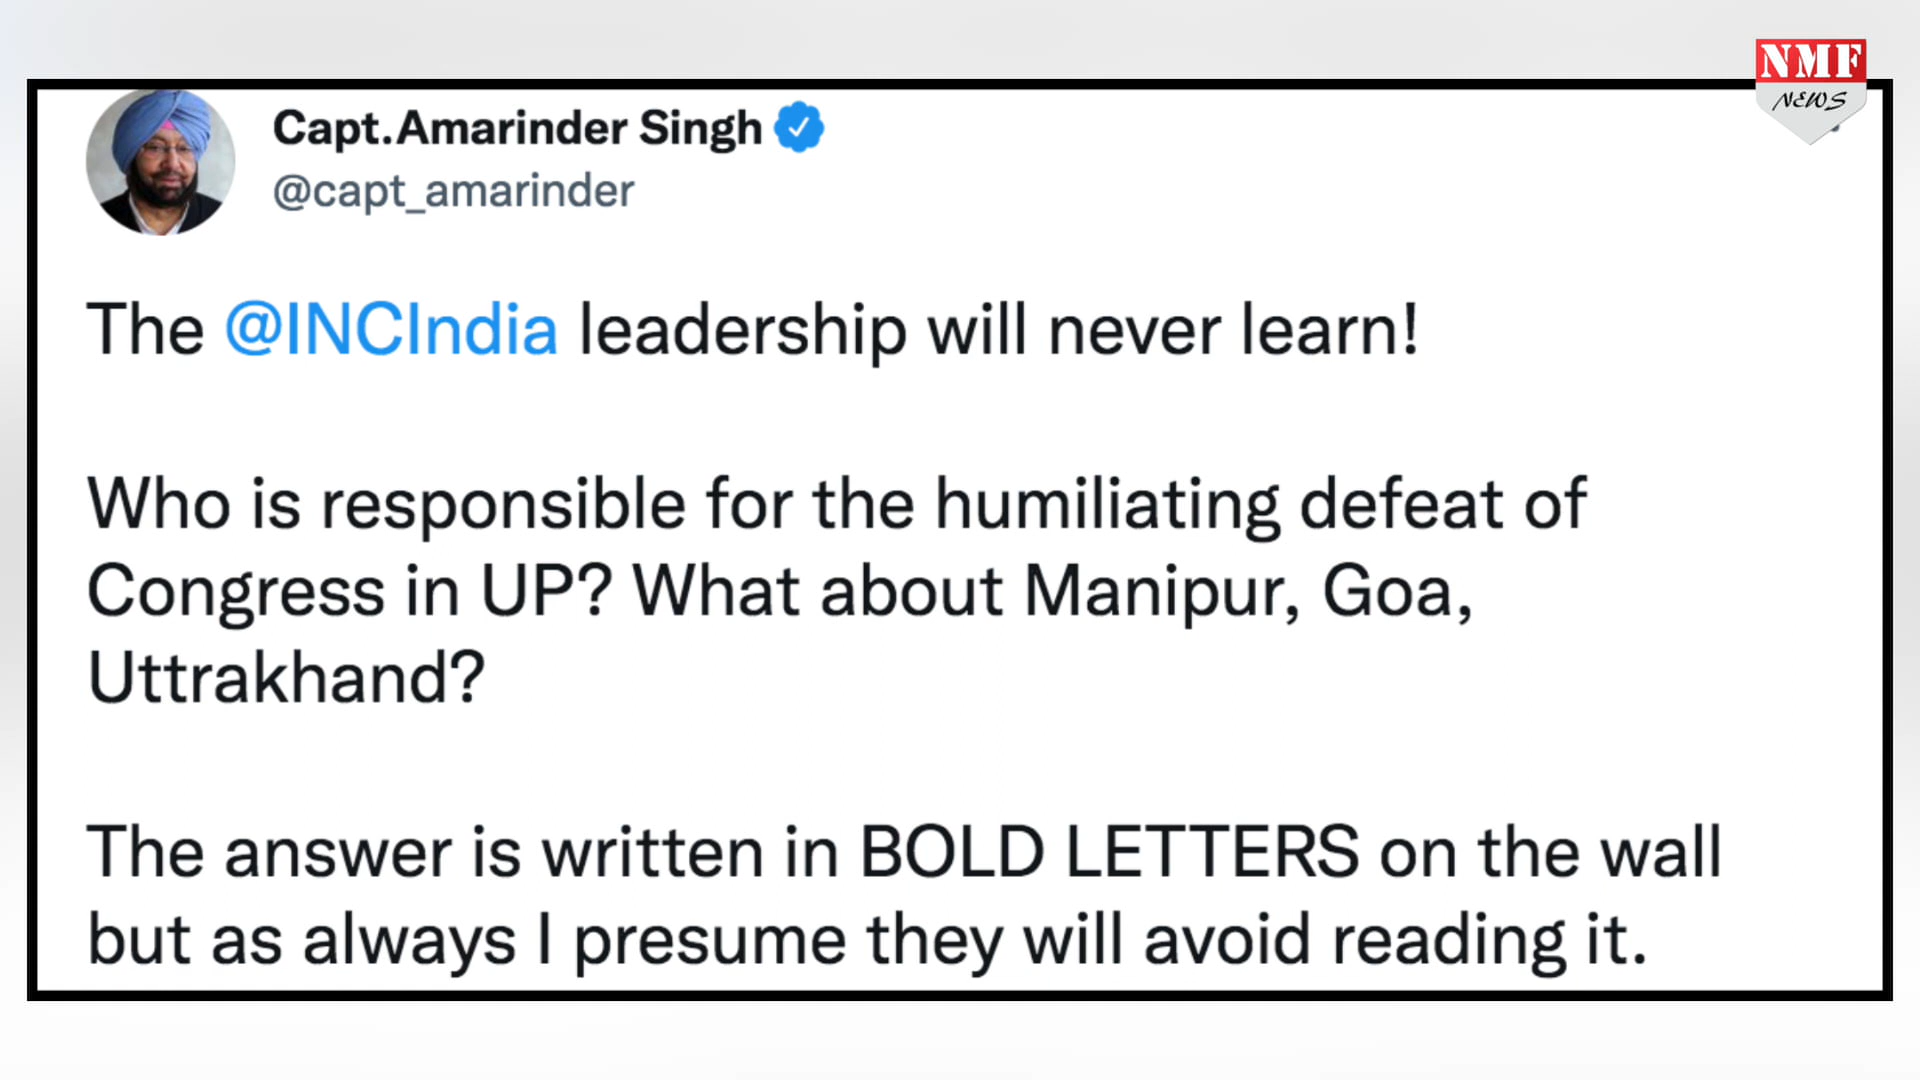 NMF
NEWS
Capt.Amarinder Singh
@capt_amarinder
The @INCIndia leadership will never learn!
Who is responsible for the humiliating defeat of
Congress in UP? What about Manipur, Goa,
Uttrakhand?
The answer is written in BOLD LETTERS on the wall
but as always I presume they will avoid reading it.